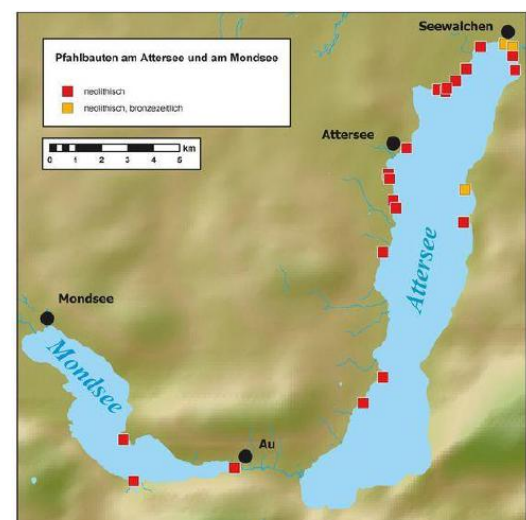 Pfahlbauten am Attersee und am Mondsee
neolithisch
neolithisch, bronzezeitlich
km
0 1 2 3 4 5
Seewalchen
Attersee
Attersee
Mondsee
Mondsee
Au